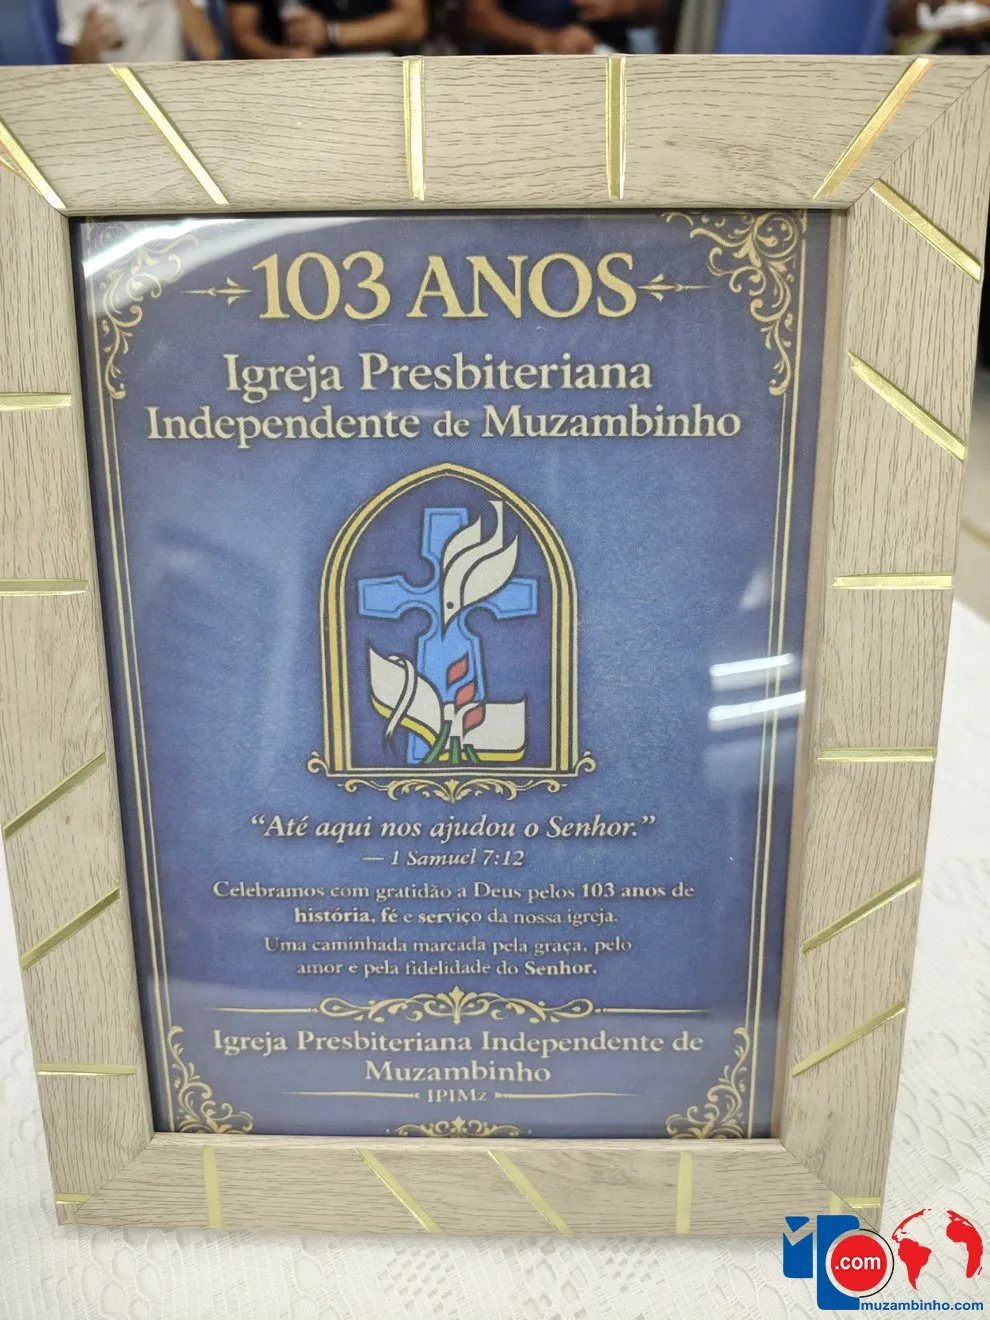 103 ANOS
Igreja Presbiteriana
Independente de Muzambinho
“Até aqui nos ajudou o Senhor.”
— 1 Samuel 7:12
Celebramos com gratidão a Deus pelos 103 anos de
história, fé e serviço da nossa igreja.
Uma caminhada marcada pela graça, pelo
amor e pela fidelidade do Senhor.
Igreja Presbiteriana Independente de
Muzambinho
IPIMz
.com
muzambinho.com